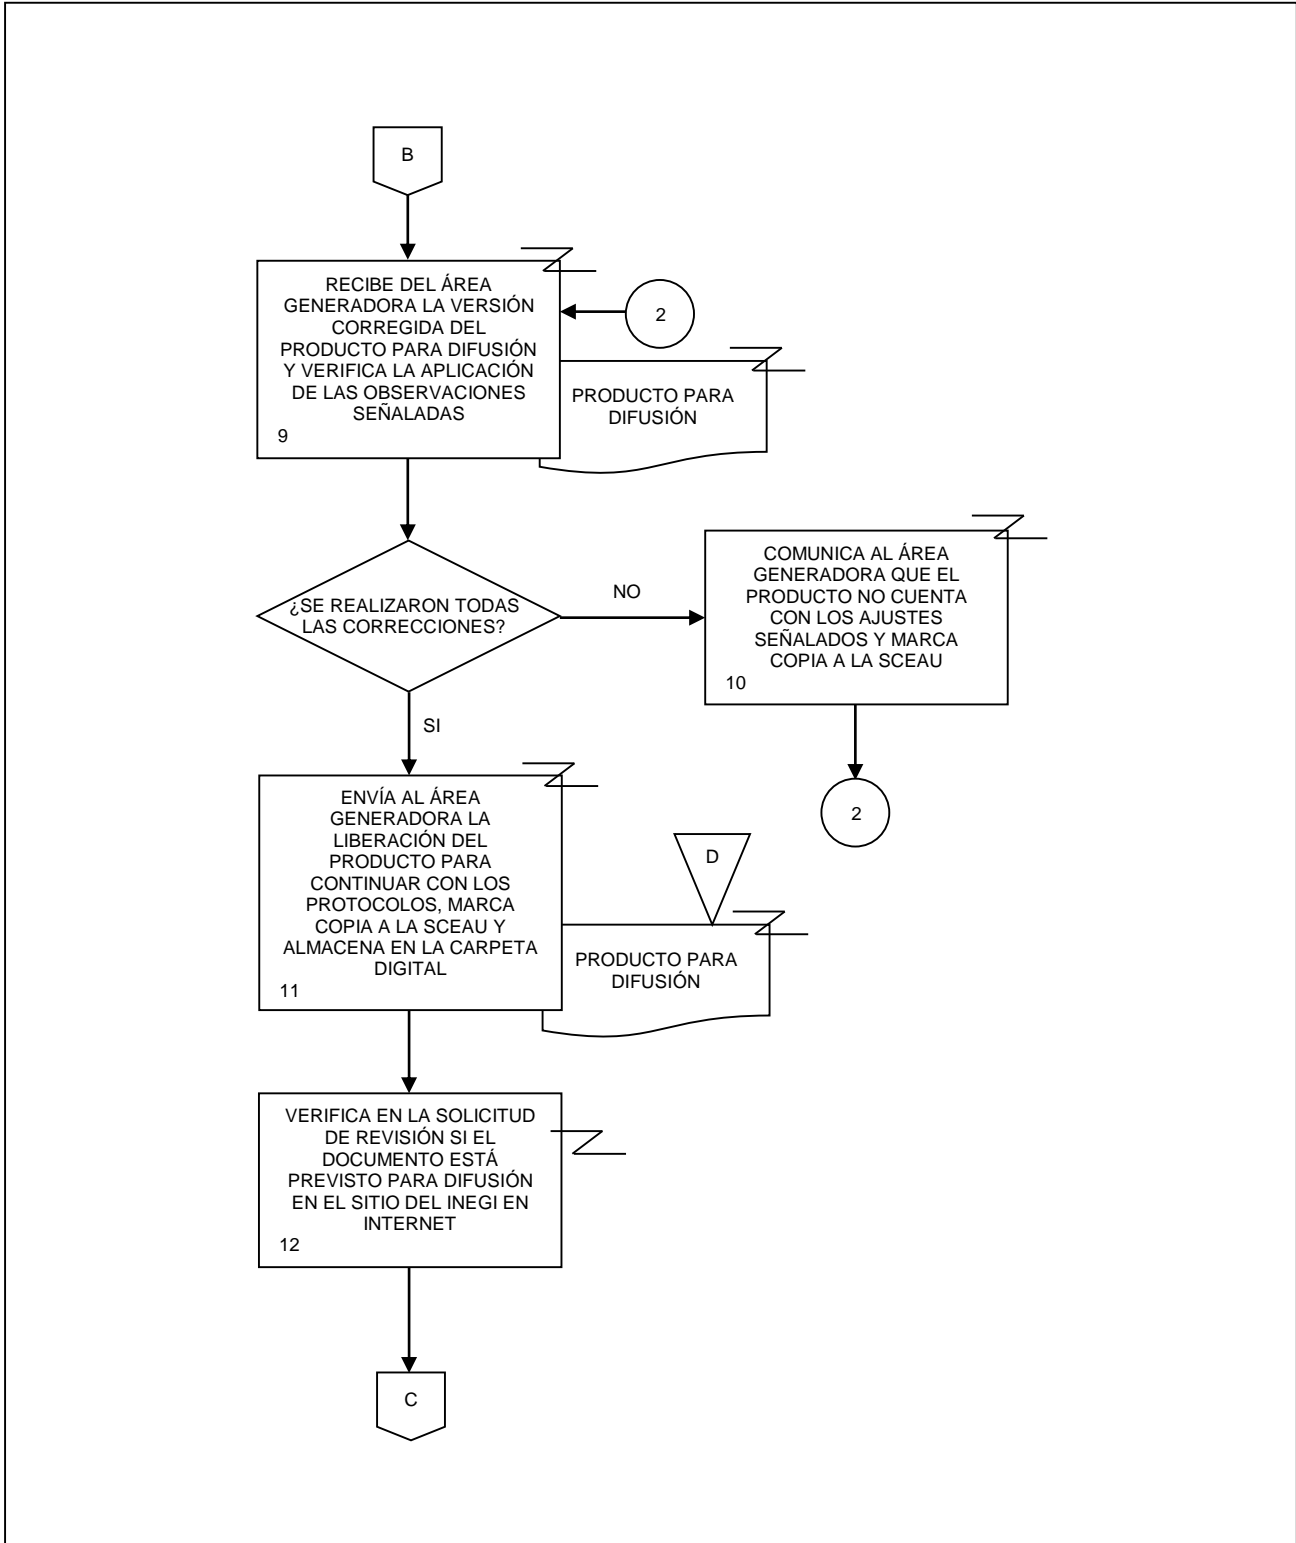 B
RECIBE DEL ÁREA
GENERADORA LA VERSIÓN
CORREGIDA DEL
PRODUCTO PARA DIFUSIÓN
Y VERIFICA LA APLICACIÓN
DE LAS OBSERVACIONES
SEÑALADAS
9
2
PRODUCTO PARA
DIFUSIÓN
¿SE REALIZARON TODAS
LAS CORRECCIONES?
NO
COMUNICA AL ÁREA
GENERADORA QUE EL
PRODUCTO NO CUENTA
CON LOS AJUSTES
SEÑALADOS Y MARCA
COPIA A LA SCEAU
10
2
SI
ENVÍA AL ÁREA
GENERADORA LA
LIBERACIÓN DEL
PRODUCTO PARA
CONTINUAR CON LOS
PROTOCOLOS, MARCA
COPIA A LA SCEAU Y
ALMACENA EN LA CARPETA
DIGITAL
11
D
PRODUCTO PARA
DIFUSIÓN
VERIFICA EN LA SOLICITUD
DE REVISIÓN SI EL
DOCUMENTO ESTÁ
PREVISTO PARA DIFUSIÓN
EN EL SITIO DEL INEGI EN
INTERNET
12
C